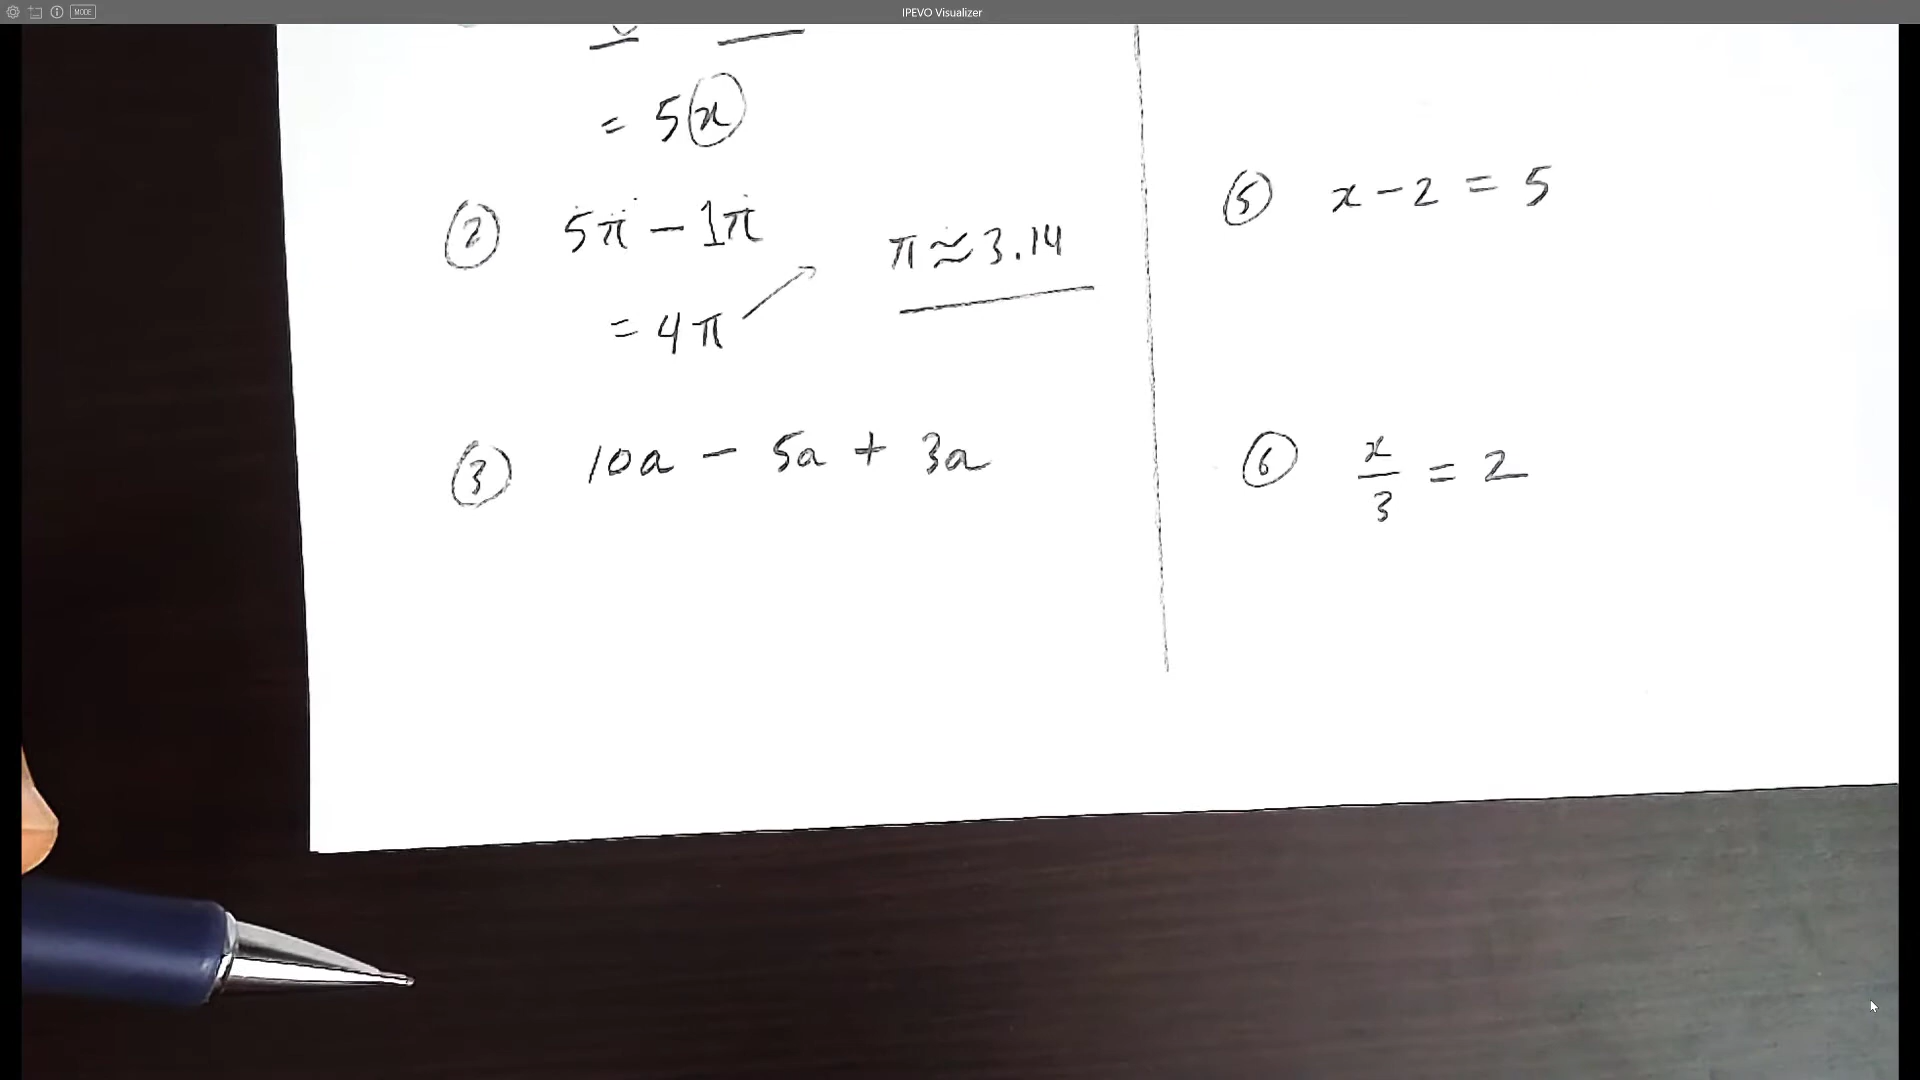 MODE
IPEVO Visualizer
= 5x
② 5π − 1π
= 4π
π ≈ 3.14
③ 10a − 5a + 3a
⑤ x − 2 = 5
⑥ x/3 = 2